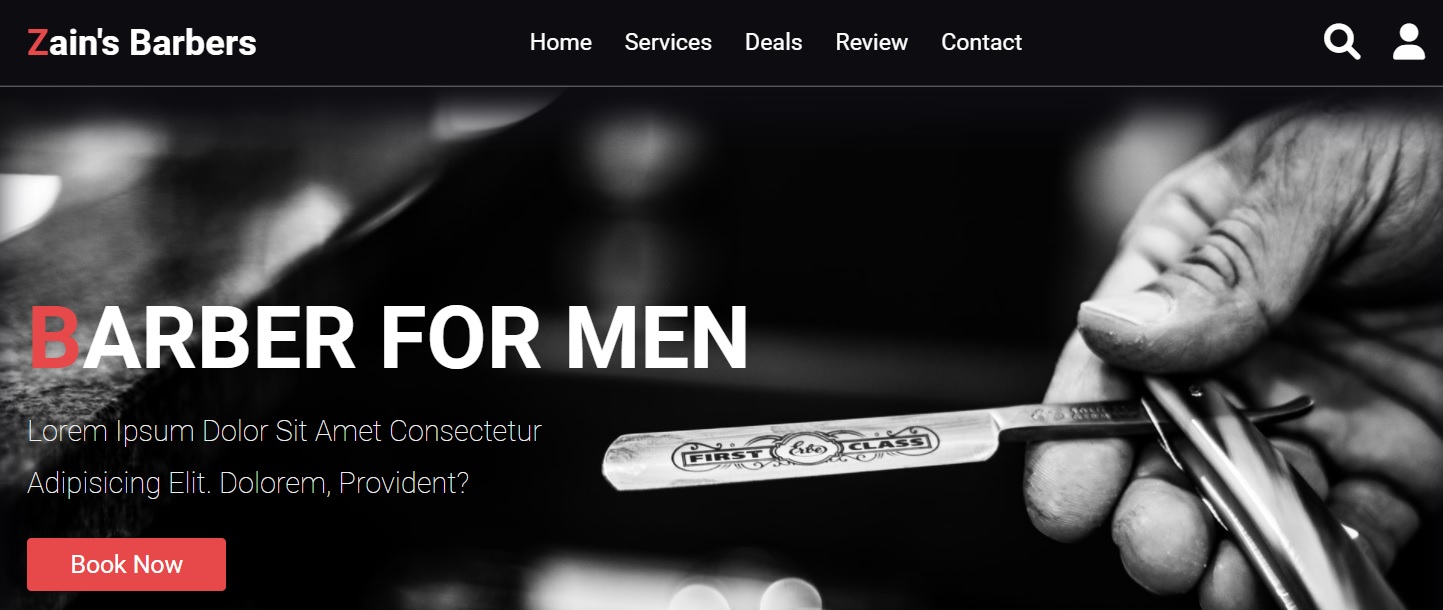 Zain's Barbers
Home Services Deals Review Contact
BARBER FOR MEN
Lorem Ipsum Dolor Sit Amet Consectetur
Adipisicing Elit. Dolorem, Provident?
FIRST Erbe CLASS
Book Now